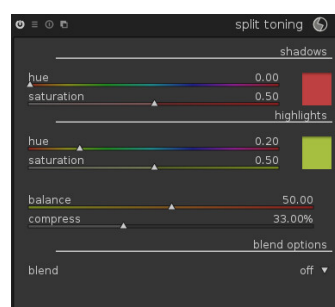 split toning
shadows
hue 0.00
saturation 0.50
highlights
hue 0.20
saturation 0.50
balance 50.00
compress 33.00%
blend options
blend off